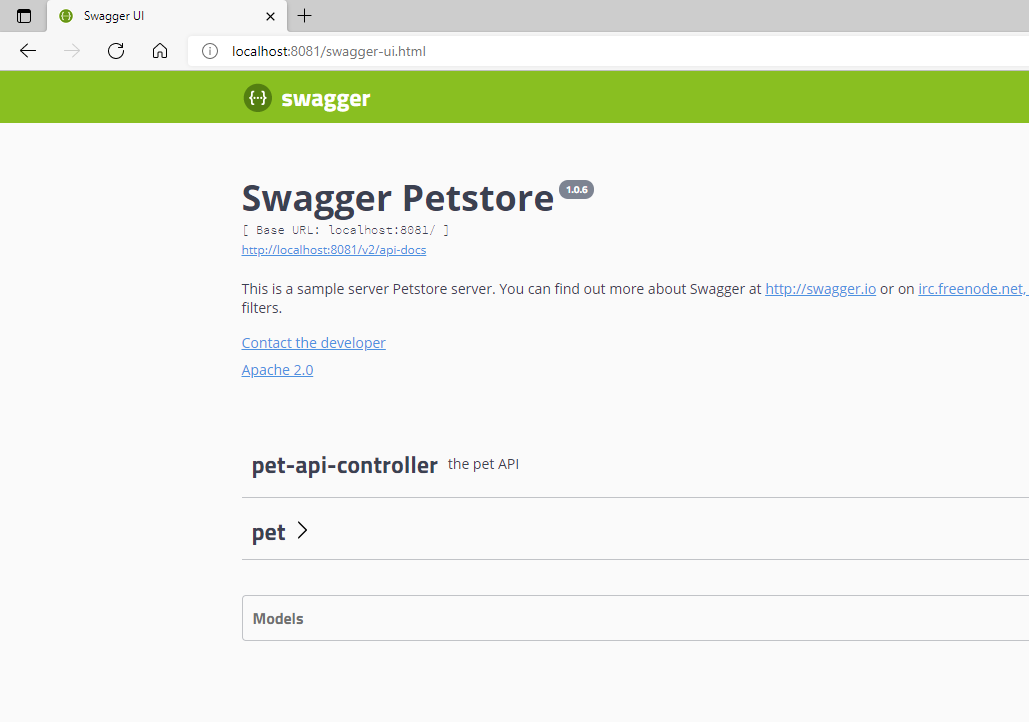 Swagger UI
localhost:8081/swagger-ui.html
{···} swagger
Swagger Petstore 1.0.6
[ Base URL: localhost:8081/ ]
http://localhost:8081/v2/api-docs
This is a sample server Petstore server. You can find out more about Swagger at http://swagger.io or on irc.freenode.net,
filters.
Contact the developer
Apache 2.0
pet-api-controller the pet API
pet
Models